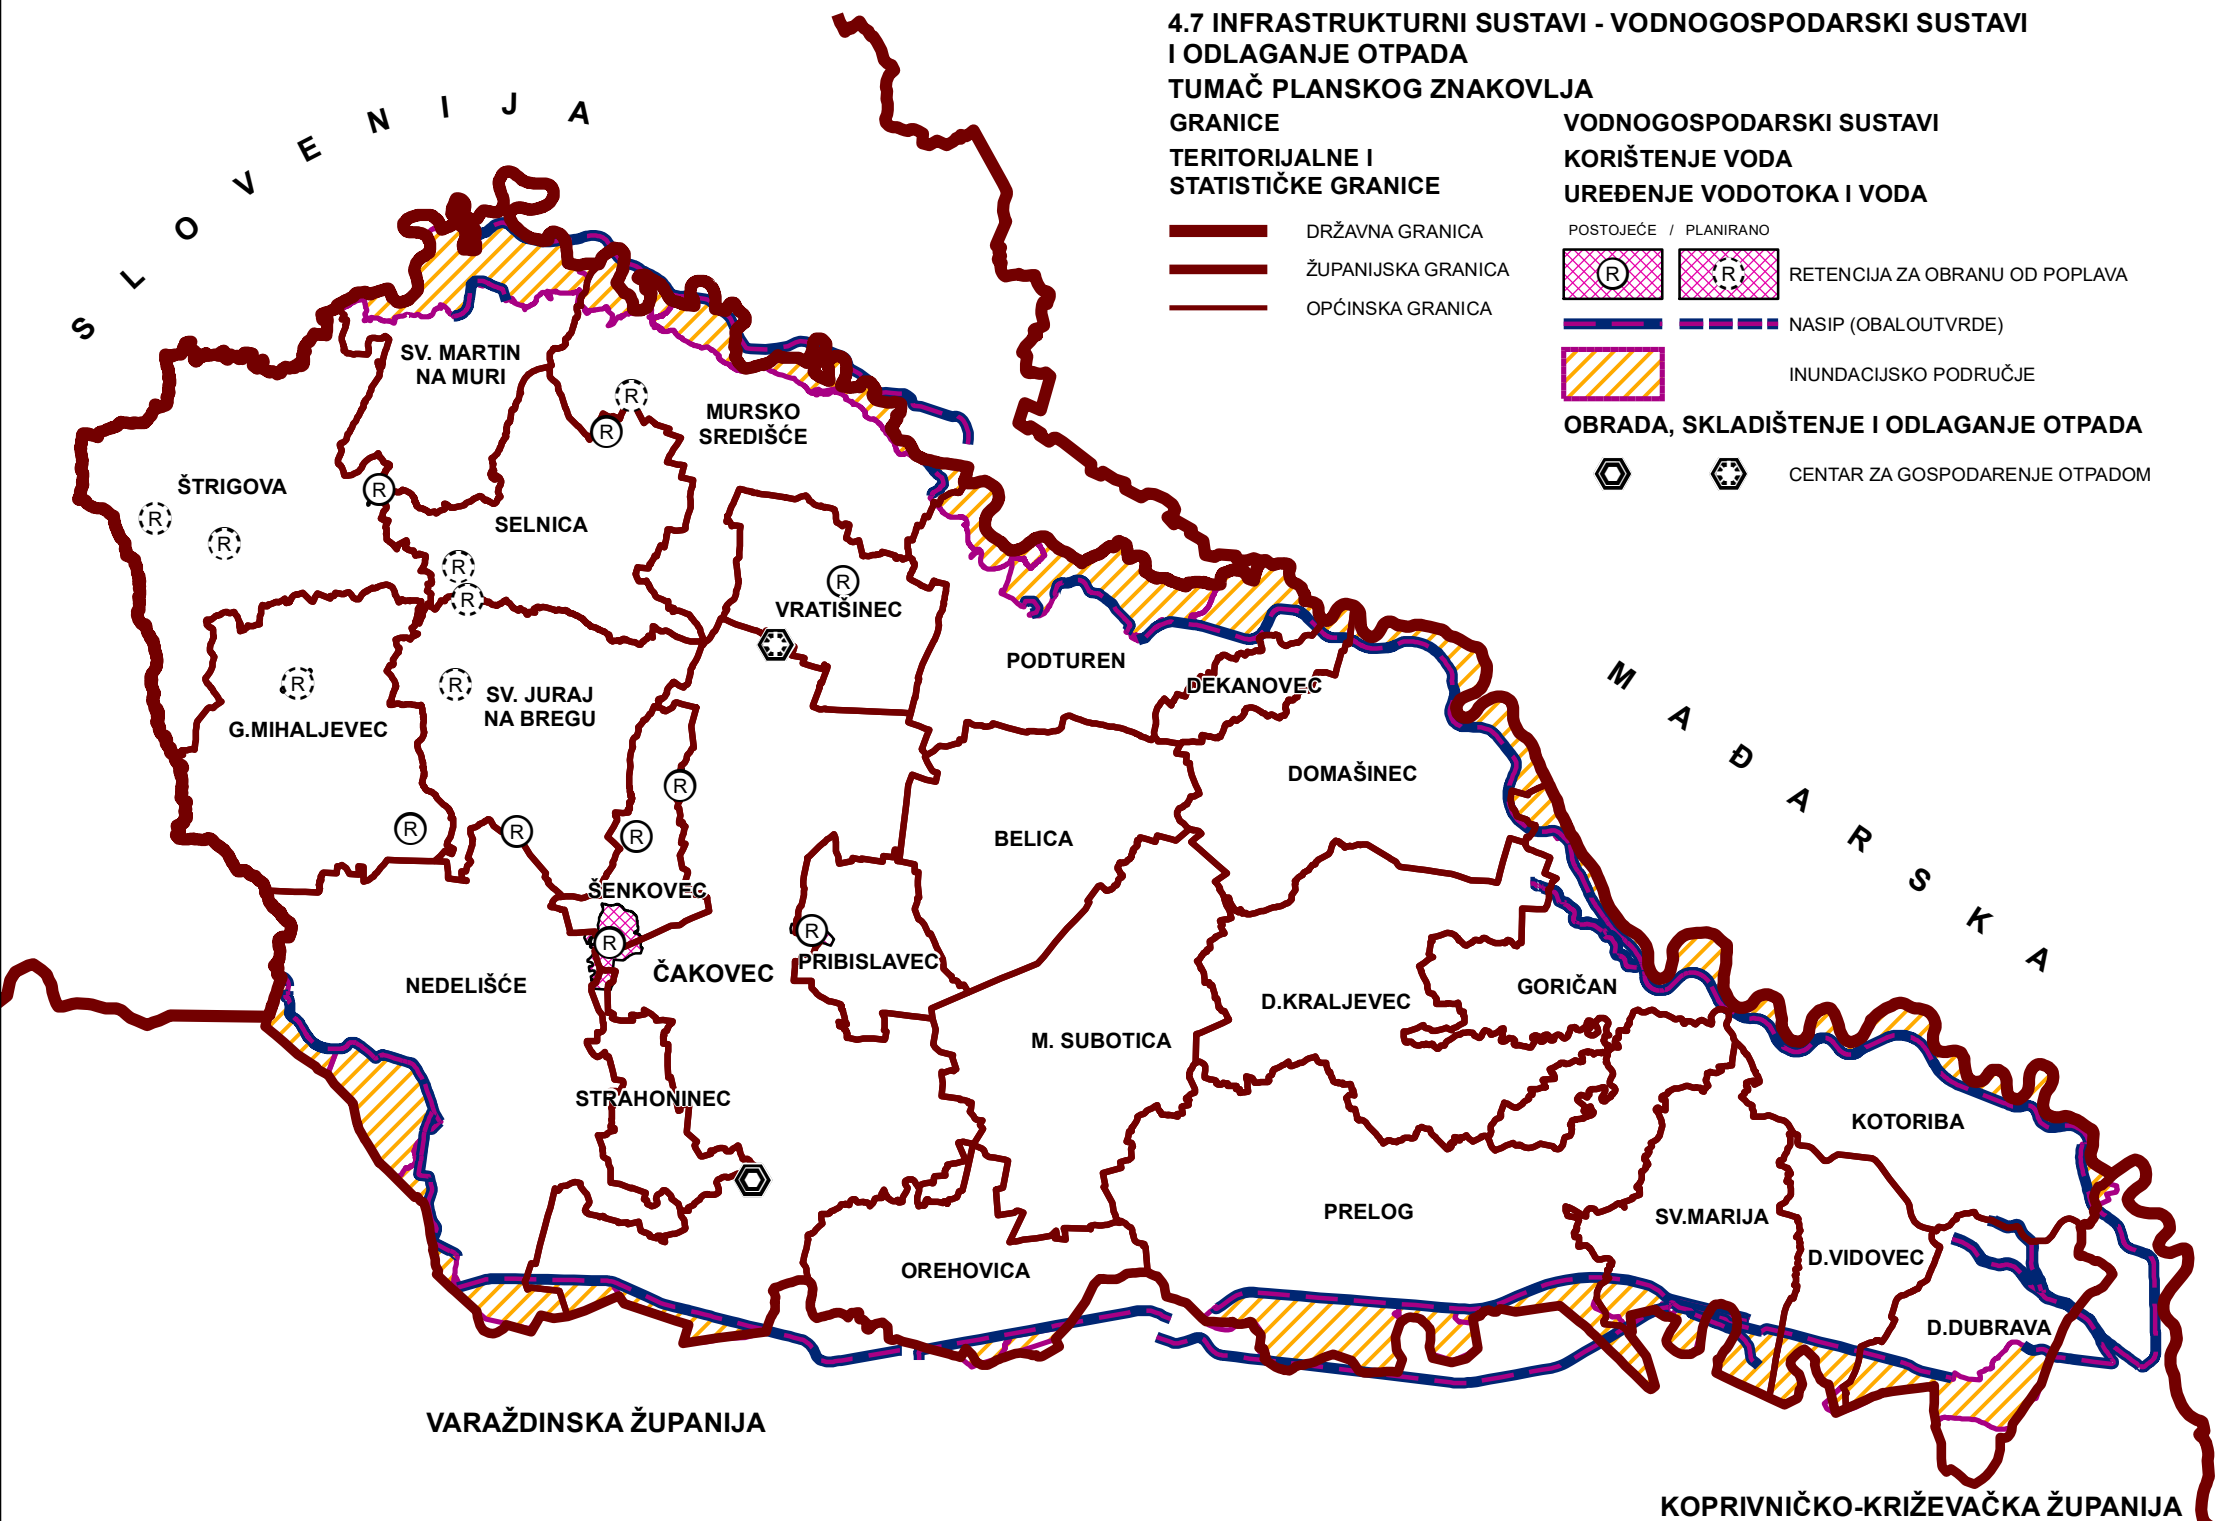 4.7 INFRASTRUKTURNI SUSTAVI - VODNOGOSPODARSKI SUSTAVI
I ODLAGANJE OTPADA
TUMAČ PLANSKOG ZNAKOVLJA
GRANICE
TERITORIJALNE I
STATISTIČKE GRANICE
DRŽAVNA GRANICA
ŽUPANIJSKA GRANICA
OPĆINSKA GRANICA
VODNOGOSPODARSKI SUSTAVI
KORIŠTENJE VODA
UREĐENJE VODOTOKA I VODA
POSTOJEĆE / PLANIRANO
R R RETENCIJA ZA OBRANU OD POPLAVA
NASIP (OBALOUTVRDE)
INUNDACIJSKO PODRUČJE
OBRADA, SKLADIŠTENJE I ODLAGANJE OTPADA
CENTAR ZA GOSPODARENJE OTPADOM
SLOVENIJA
SV. MARTIN
NA MURI
R
MURSKO
SREDIŠĆE
R
ŠTRIGOVA
R
SELNICA
R
R
R
R
VRATIŠINEC
R
PODTUREN
DEKANOVEC
MAĐARSKA
R
R
SV. JURAJ
NA BREGU
G.MIHALJEVEC
DOMAŠINEC
R
R
R
R
BELICA
ŠENKOVEC
R
R
PRIBISLAVEC
ČAKOVEC
NEDELIŠĆE
GORIČAN
D.KRALJEVEC
M. SUBOTICA
STRAHONINEC
KOTORIBA
PRELOG
SV.MARIJA
D.VIDOVEC
OREHOVICA
D.DUBRAVA
VARAŽDINSKA ŽUPANIJA
KOPRIVNIČKO-KRIŽEVAČKA ŽUPANIJA